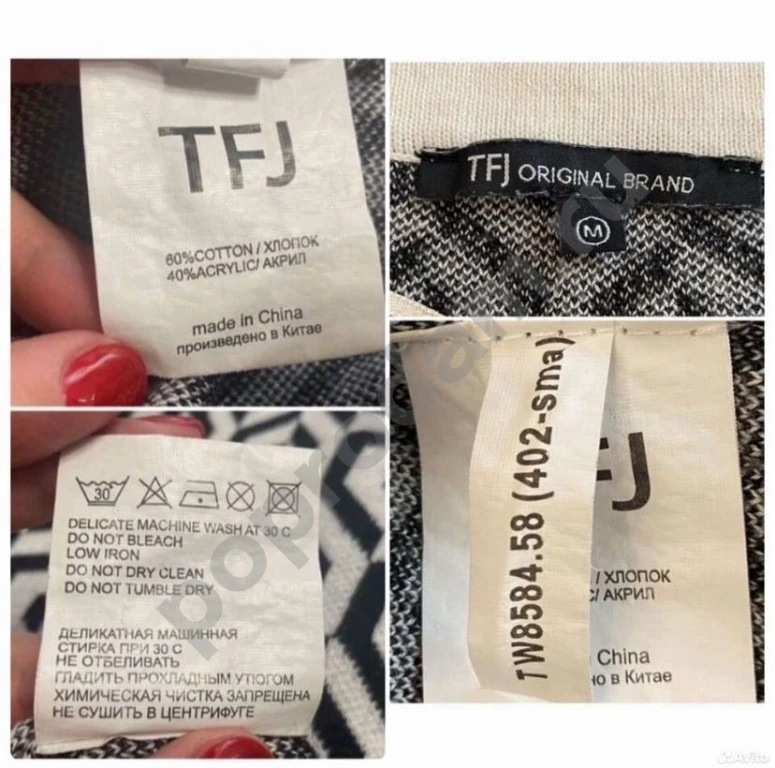 TFJ
60%COTTON / ХЛОПОК
40%ACRYLIC/ АКРИЛ
made in China
произведено в Китае
TFJ ORIGINAL BRAND
M
30°
DELICATE MACHINE WASH AT 30 C
DO NOT BLEACH
LOW IRON
DO NOT DRY CLEAN
DO NOT TUMBLE DRY
ДЕЛИКАТНАЯ МАШИННАЯ
СТИРКА ПРИ 30 С
НЕ ОТБЕЛИВАТЬ
ГЛАДИТЬ ПРОХЛАДНЫМ УТЮГОМ
ХИМИЧЕСКАЯ ЧИСТКА ЗАПРЕЩЕНА
НЕ СУШИТЬ В ЦЕНТРИФУГЕ
TW8584.58 (402-sma)
FJ
/ ХЛОПОК
C/ АКРИЛ
China
но в Китае
Avito